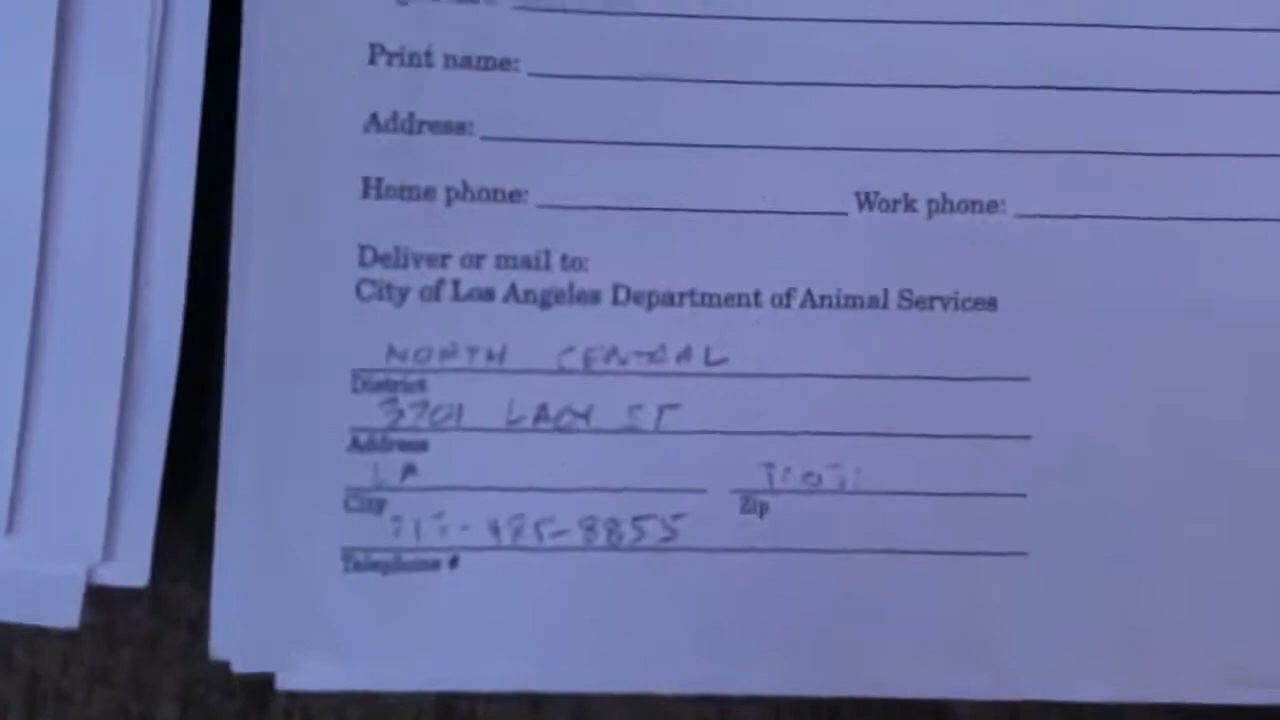 Print name:
Address:
Home phone: Work phone:
Deliver or mail to:
City of Los Angeles Department of Animal Services
NORTH CENTRAL
District
3201 LACY ST
Address
LA
City Zip
485-8855
Telephone #